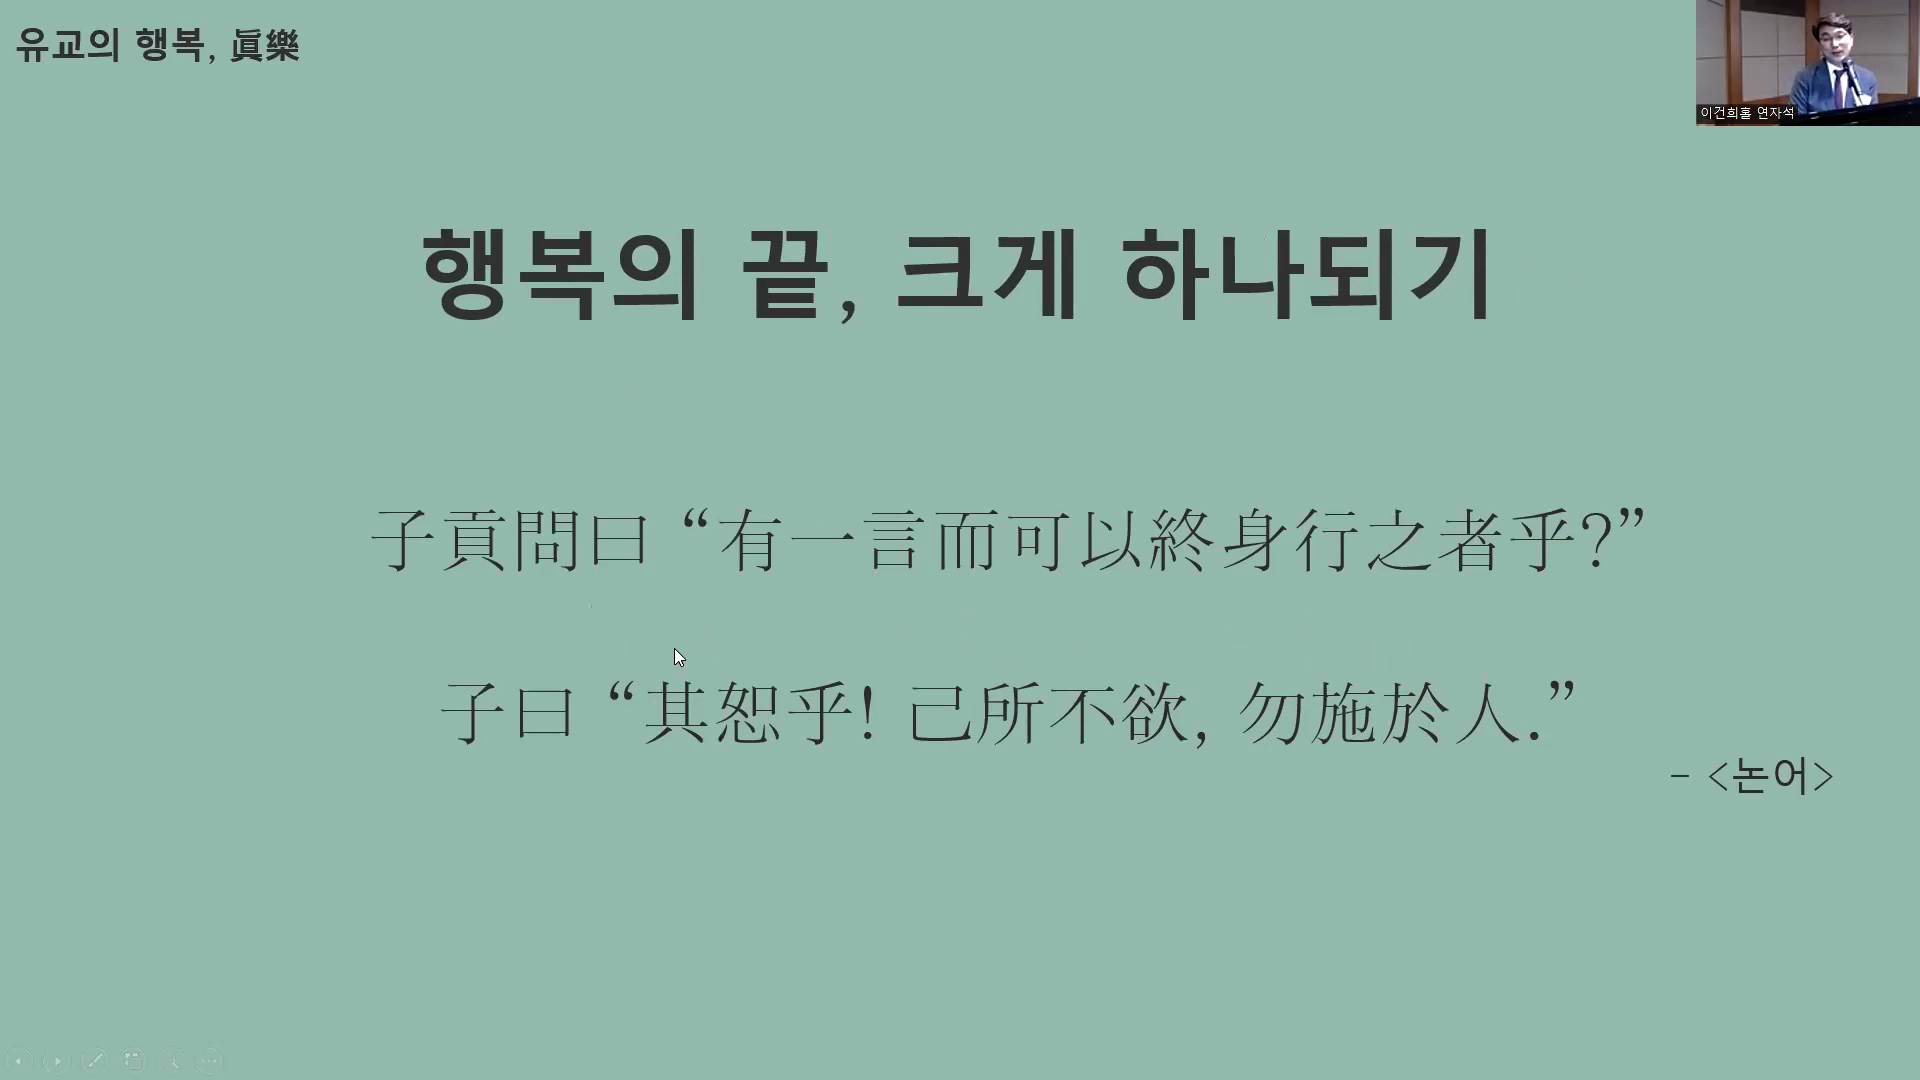 유교의 행복, 眞樂
이건희홀 연자석
행복의 끝, 크게 하나되기
子貢問曰 “有一言而可以終身行之者乎?”
子曰 “其恕乎! 己所不欲, 勿施於人.”
- <논어>